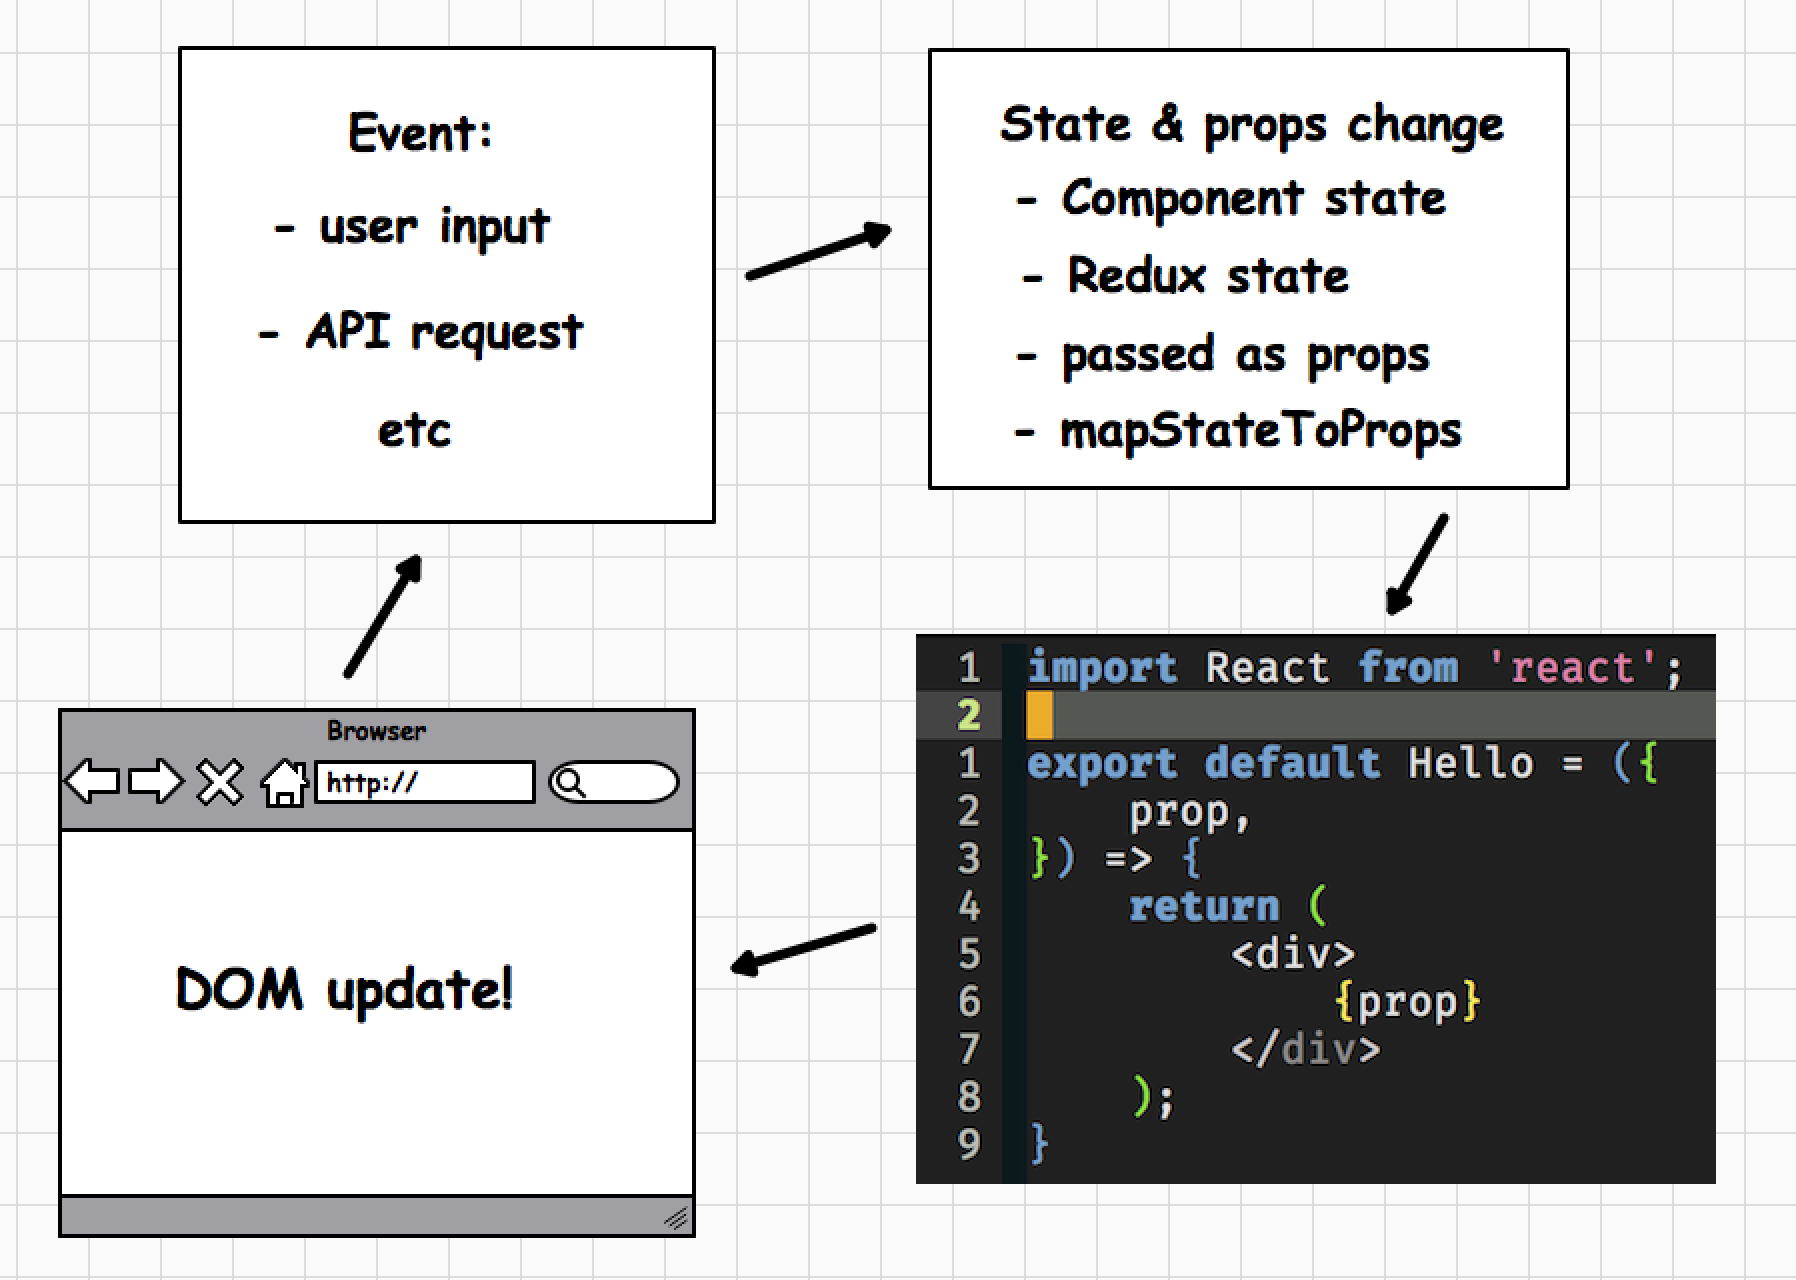 Event:
- user input
- API request
etc
State & props change
- Component state
- Redux state
- passed as props
- mapStateToProps
1 import React from 'react';
2
1 export default Hello = ({
2 prop,
3 }) => {
4 return (
5 <div>
6 {prop}
7 </div>
8 );
9 }
Browser
http://
DOM update!